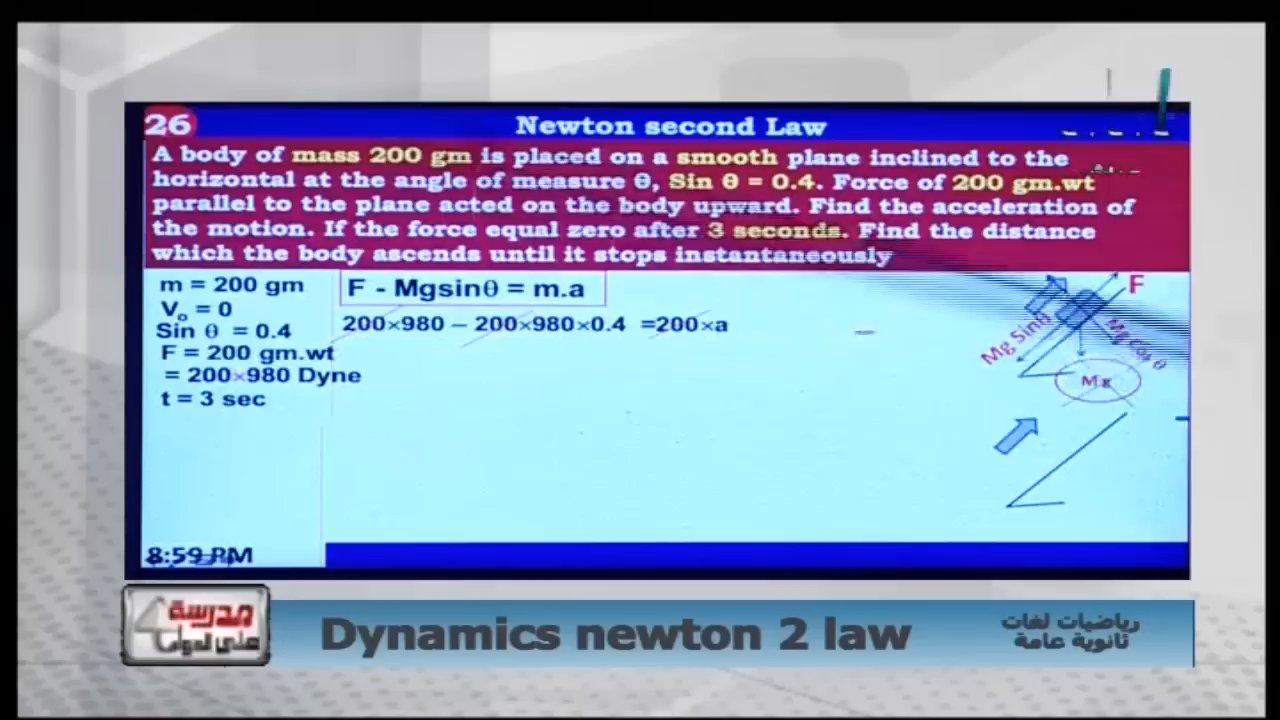 26
Newton second Law
A body of mass 200 gm is placed on a smooth plane inclined to the
horizontal at the angle of measure θ, Sin θ = 0.4. Force of 200 gm.wt
parallel to the plane acted on the body upward. Find the acceleration of
the motion. If the force equal zero after 3 seconds. Find the distance
which the body ascends until it stops instantaneously
m = 200 gm
V₀ = 0
Sin θ = 0.4
F = 200 gm.wt
= 200×980 Dyne
t = 3 sec
F - Mgsinθ = m.a
200×980 – 200×980×0.4 =200×a
F
Mg Sinθ
Mg Cos θ
Mg
8:59 PM
مدرسة
على الهواء
Dynamics newton 2 law
رياضيات لغات
ثانوية عامة